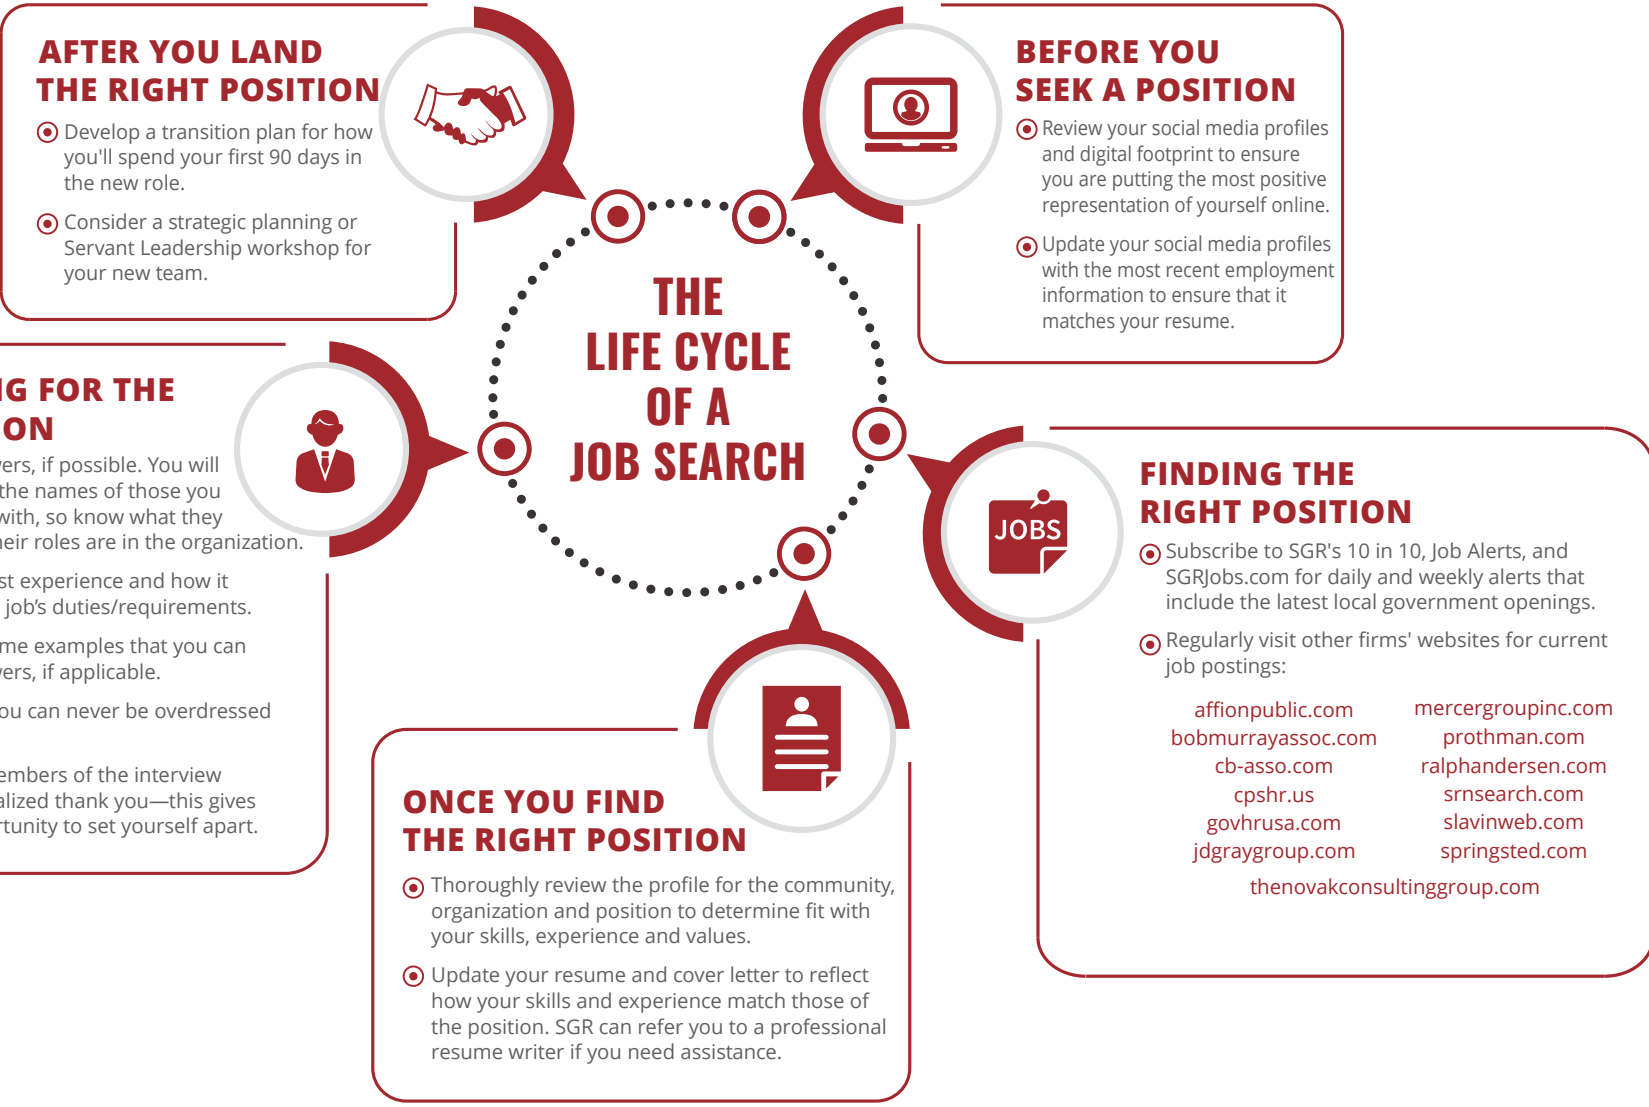 THE
LIFE CYCLE
OF A
JOB SEARCH
BEFORE YOU
SEEK A POSITION
Review your social media profiles
and digital footprint to ensure
you are putting the most positive
representation of yourself online.
Update your social media profiles
with the most recent employment
information to ensure that it
matches your resume.
JOBS
FINDING THE
RIGHT POSITION
Subscribe to SGR's 10 in 10, Job Alerts, and
SGRJobs.com for daily and weekly alerts that
include the latest local government openings.
Regularly visit other firms' websites for current
job postings:
affionpublic.com
bobmurrayassoc.com
cb-asso.com
cpshr.us
govhrusa.com
jdgraygroup.com
mercergroupinc.com
prothman.com
ralphandersen.com
srnsearch.com
slavinweb.com
springsted.com
thenovakconsultinggroup.com
ONCE YOU FIND
THE RIGHT POSITION
Thoroughly review the profile for the community,
organization and position to determine fit with
your skills, experience and values.
Update your resume and cover letter to reflect
how your skills and experience match those of
the position. SGR can refer you to a professional
resume writer if you need assistance.
FOR THE
if possible. You will
the names of those you
with, so know what they
roles are in the organization.
experience and how it
job’s duties/requirements.
examples that you can
if applicable.
you can never be overdressed
of the interview
thank you—this gives
to set yourself apart.
AFTER YOU LAND
THE RIGHT POSITION
Develop a transition plan for how
you'll spend your first 90 days in
the new role.
Consider a strategic planning or
Servant Leadership workshop for
your new team.